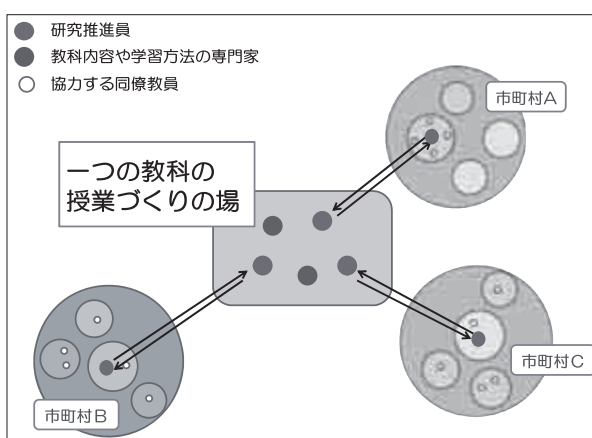 研究推進員
教科内容や学習方法の専門家
協力する同僚教員
市町村A
一つの教科の
授業づくりの場
市町村C
市町村B